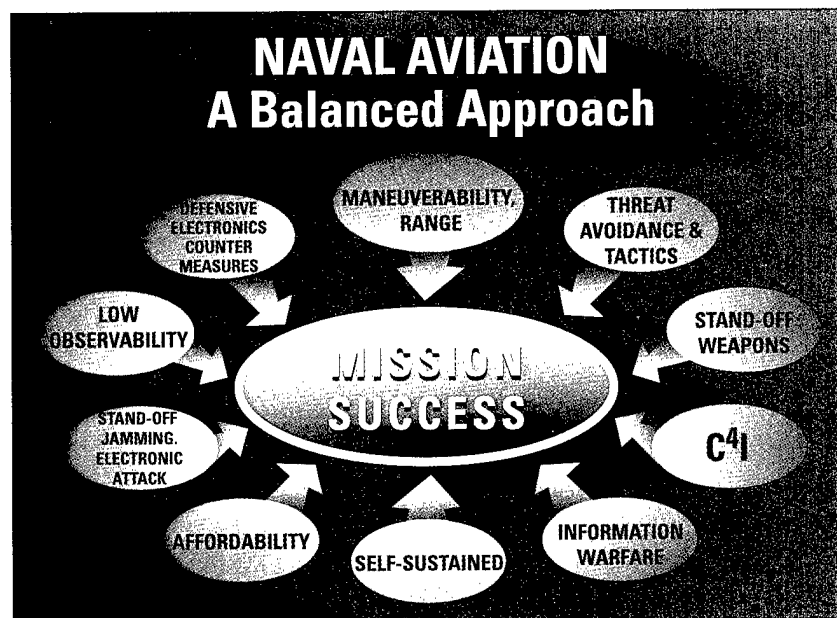 NAVAL AVIATION
A Balanced Approach
MANEUVERABILITY,
RANGE
DEFENSIVE
ELECTRONICS
COUNTER
MEASURES
THREAT
AVOIDANCE &
TACTICS
LOW
OBSERVABILITY
STAND-OFF
WEAPONS
MISSION
SUCCESS
STAND-OFF
JAMMING.
ELECTRONIC
ATTACK
C⁴I
AFFORDABILITY
SELF-SUSTAINED
INFORMATION
WARFARE